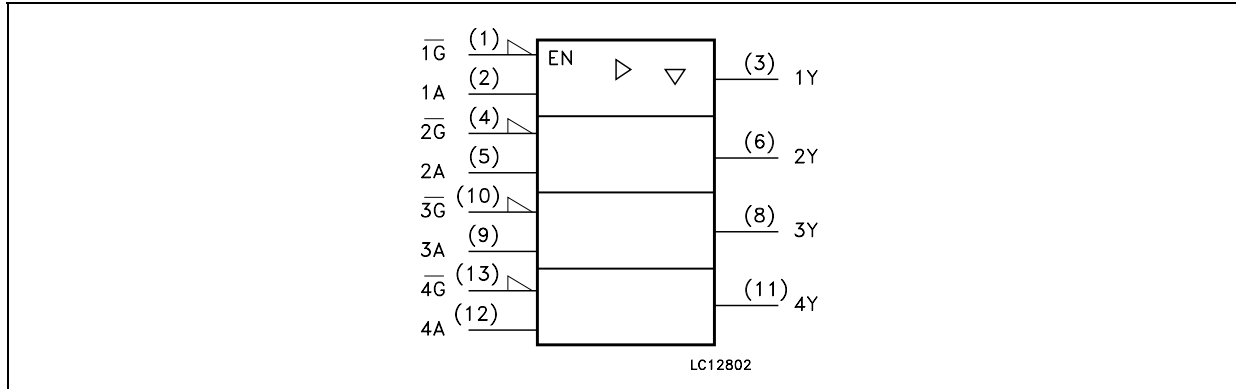 1G̅ (1) EN
1A (2) (3) 1Y
2G̅ (4)
2A (5) (6) 2Y
3G̅ (10)
3A (9) (8) 3Y
4G̅ (13)
4A (12) (11) 4Y
LC12802